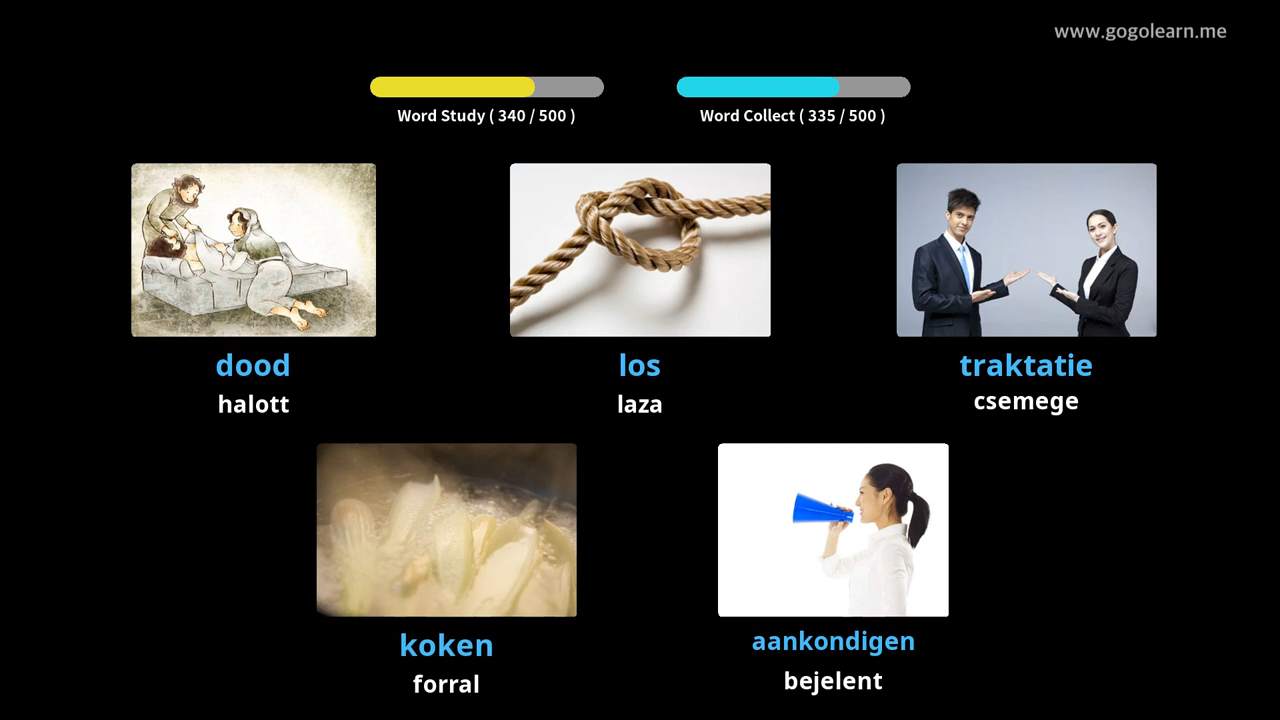 www.gogolearn.me
Word Study ( 340 / 500 )
Word Collect ( 335 / 500 )
dood
halott
los
laza
traktatie
csemege
koken
forral
aankondigen
bejelent